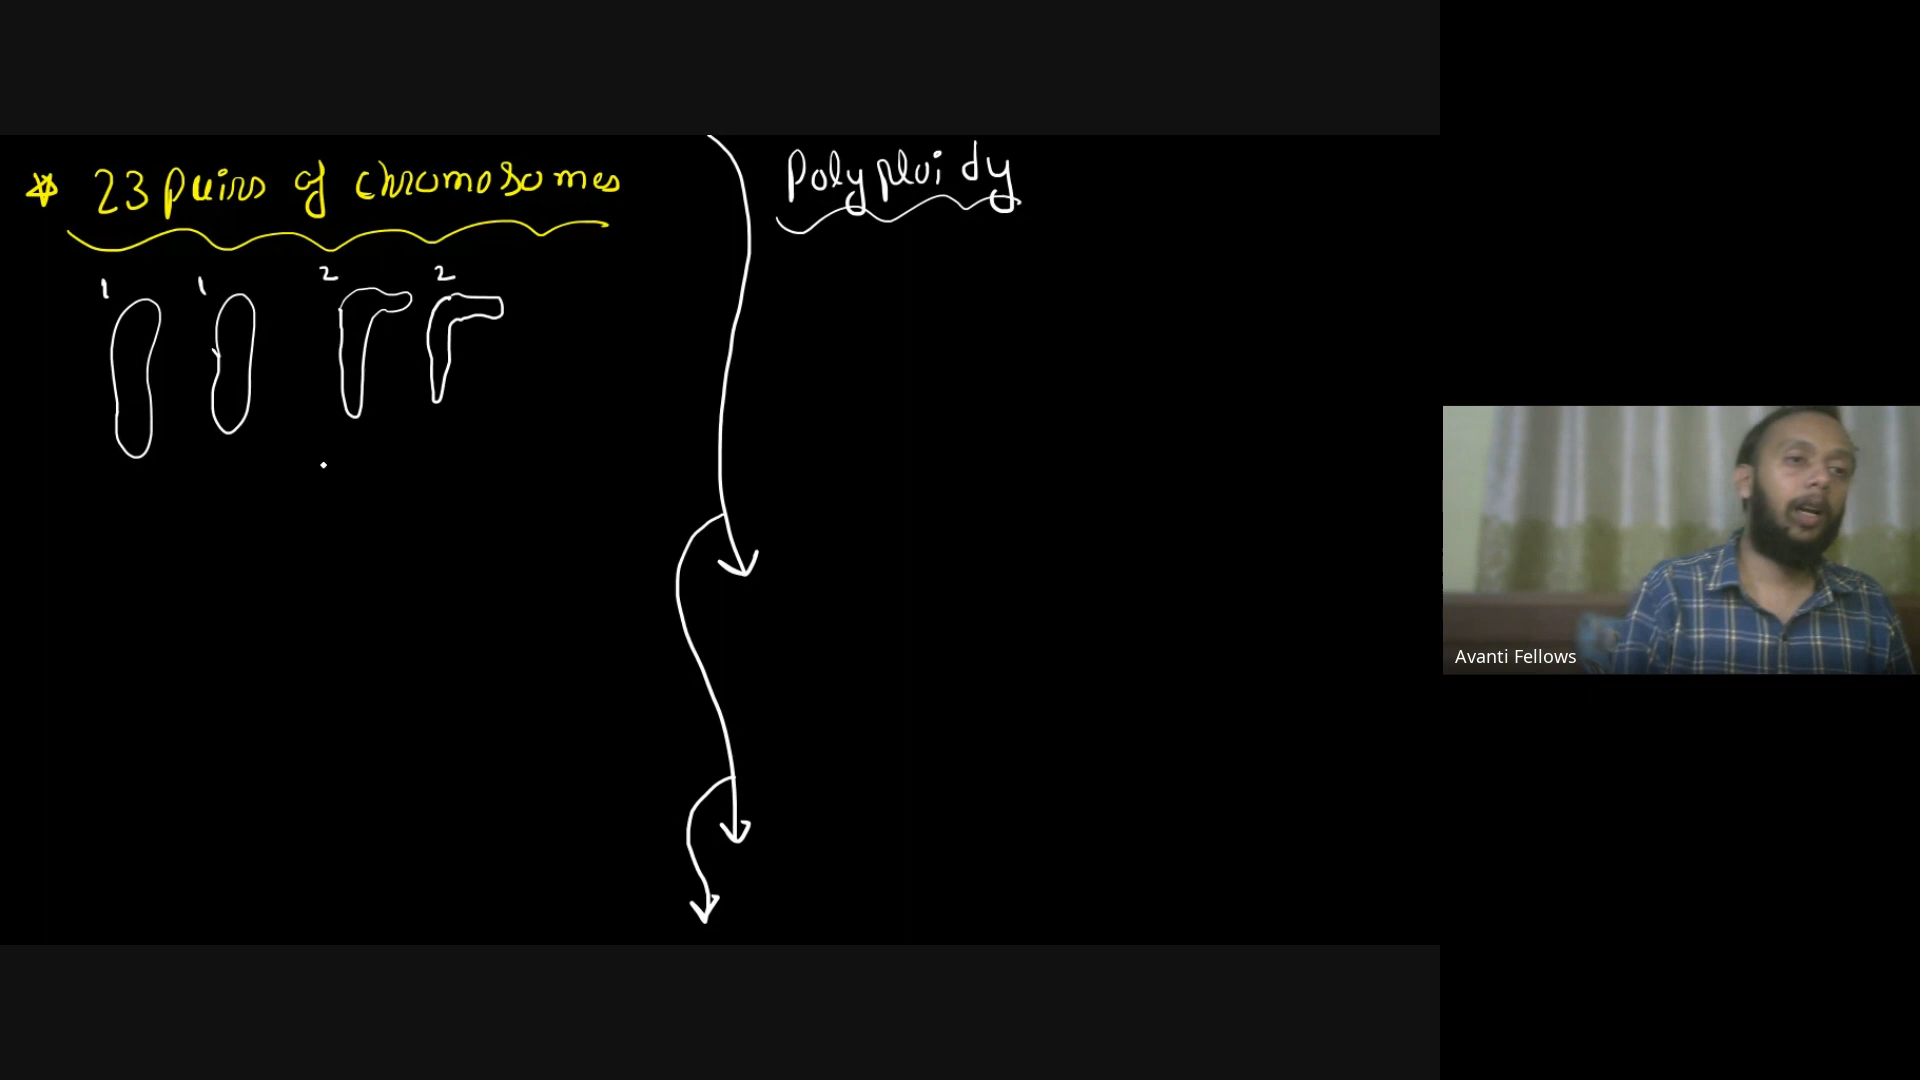 * 23 pairs of chromosomes
1 1 2 2
Polyploidy
Avanti Fellows